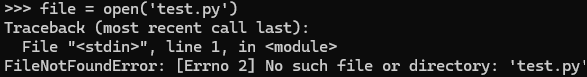 >>> file = open('test.py')
Traceback (most recent call last):
  File "<stdin>", line 1, in <module>
FileNotFoundError: [Errno 2] No such file or directory: 'test.py'